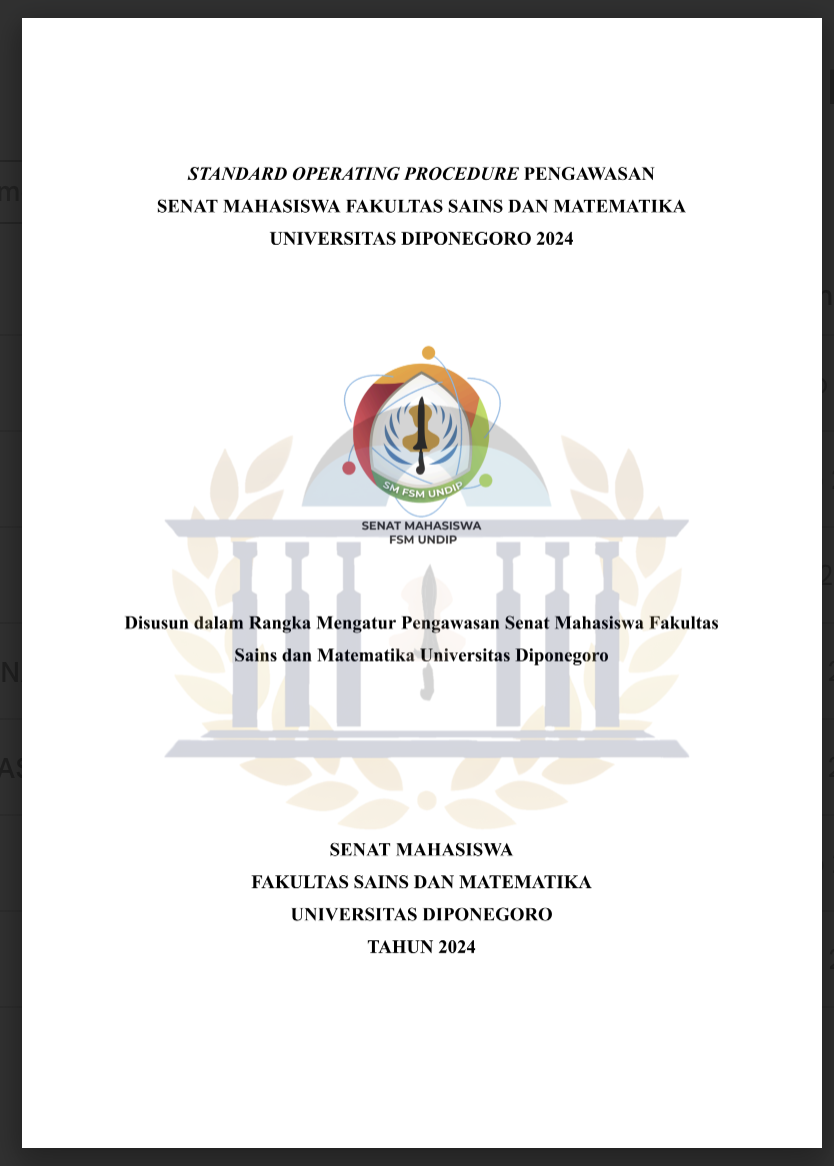 STANDARD OPERATING PROCEDURE PENGAWASAN
SENAT MAHASISWA FAKULTAS SAINS DAN MATEMATIKA
UNIVERSITAS DIPONEGORO 2024
SM FSM UNDIP
SENAT MAHASISWA
FSM UNDIP
Disusun dalam Rangka Mengatur Pengawasan Senat Mahasiswa Fakultas
Sains dan Matematika Universitas Diponegoro
SENAT MAHASISWA
FAKULTAS SAINS DAN MATEMATIKA
UNIVERSITAS DIPONEGORO
TAHUN 2024